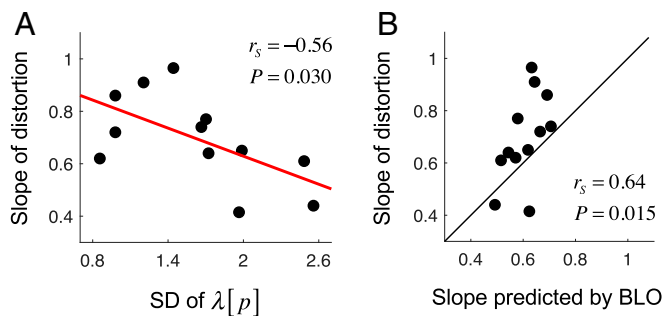 A
Slope of distortion
1
0.8
0.6
0.4
r_S = −0.56
P = 0.030
0.8 1.4 2 2.6
SD of λ[p]
B
Slope of distortion
1
0.8
0.6
0.4
r_S = 0.64
P = 0.015
0.4 0.6 0.8 1
Slope predicted by BLO